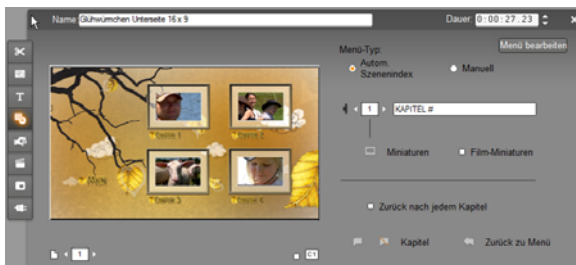 Name: Glühwürmchen Unterseite 16 x 9
Dauer: 0:00:27.23
Menü-Typ:
Menü bearbeiten
Autom. Szenenindex
Manuell
1
KAPITEL #
Miniaturen
Film-Miniaturen
Zurück nach jedem Kapitel
Kapitel
Zurück zu Menü
1
C1